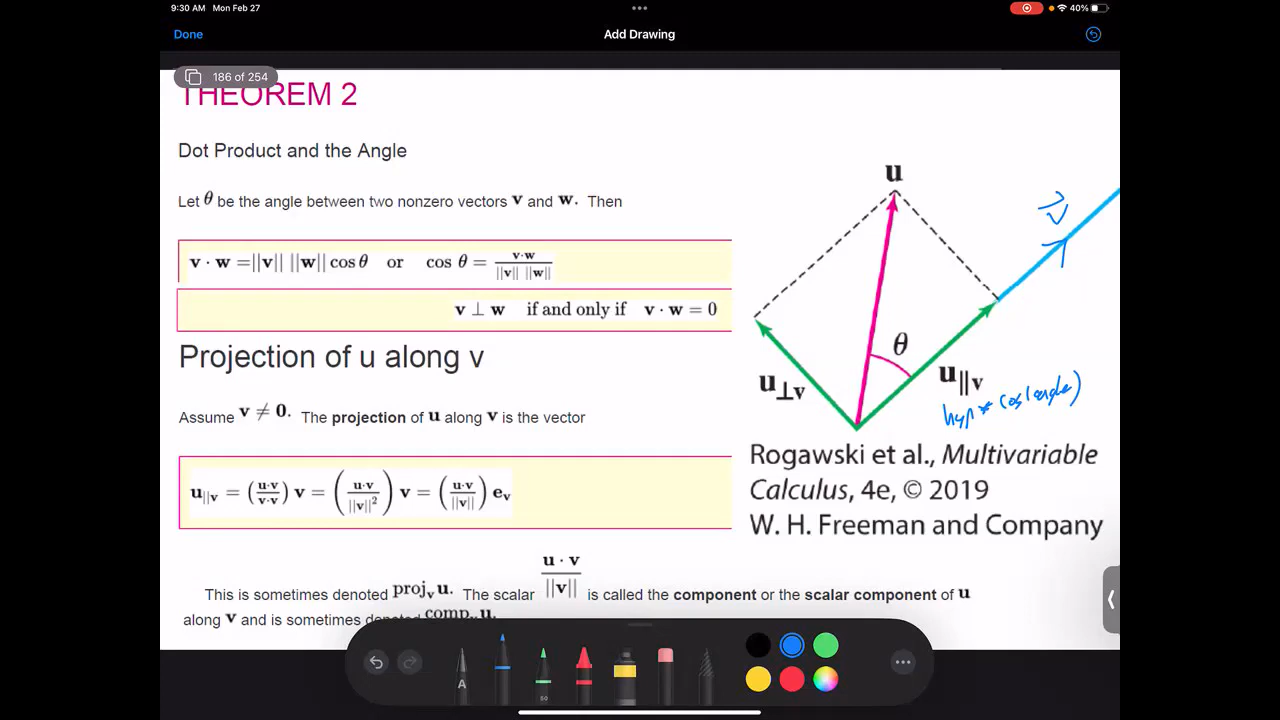 9:30 AM Mon Feb 27
40%
Done
Add Drawing
186 of 254
THEOREM 2
Dot Product and the Angle
Let θ be the angle between two nonzero vectors v and w. Then
v · w =||v|| ||w|| cos θ or cos θ = v·w / ||v|| ||w||
v ⊥ w if and only if v · w = 0
Projection of u along v
Assume v ≠ 0. The projection of u along v is the vector
u||v = (u·v / v·v) v = (u·v / ||v||²) v = (u·v / ||v||) ev
This is sometimes denoted projv u. The scalar u · v / ||v|| is called the component or the scalar component of u
along v and is sometimes denoted compv u.
u
v
θ
u⊥v
u||v
hyp * cos(angle)
Rogawski et al., Multivariable
Calculus, 4e, © 2019
W. H. Freeman and Company
A
50